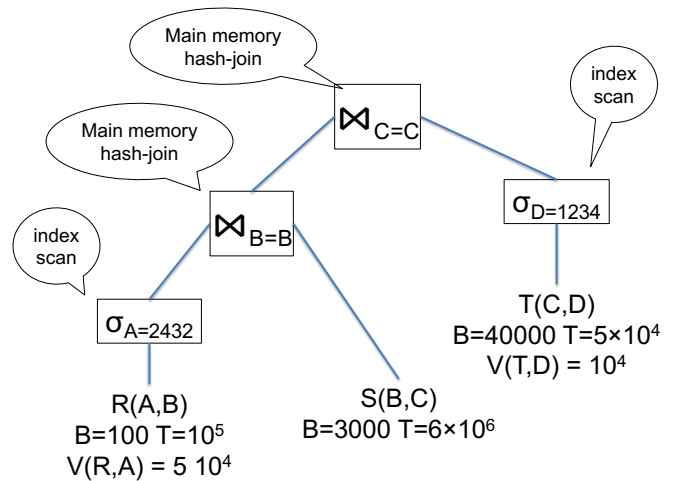 Main memory
hash-join
⋈ C=C
index
scan
Main memory
hash-join
σD=1234
⋈ B=B
index
scan
σA=2432
T(C,D)
B=40000 T=5×10⁴
V(T,D) = 10⁴
R(A,B)
B=100 T=10⁵
V(R,A) = 5 10⁴
S(B,C)
B=3000 T=6×10⁶